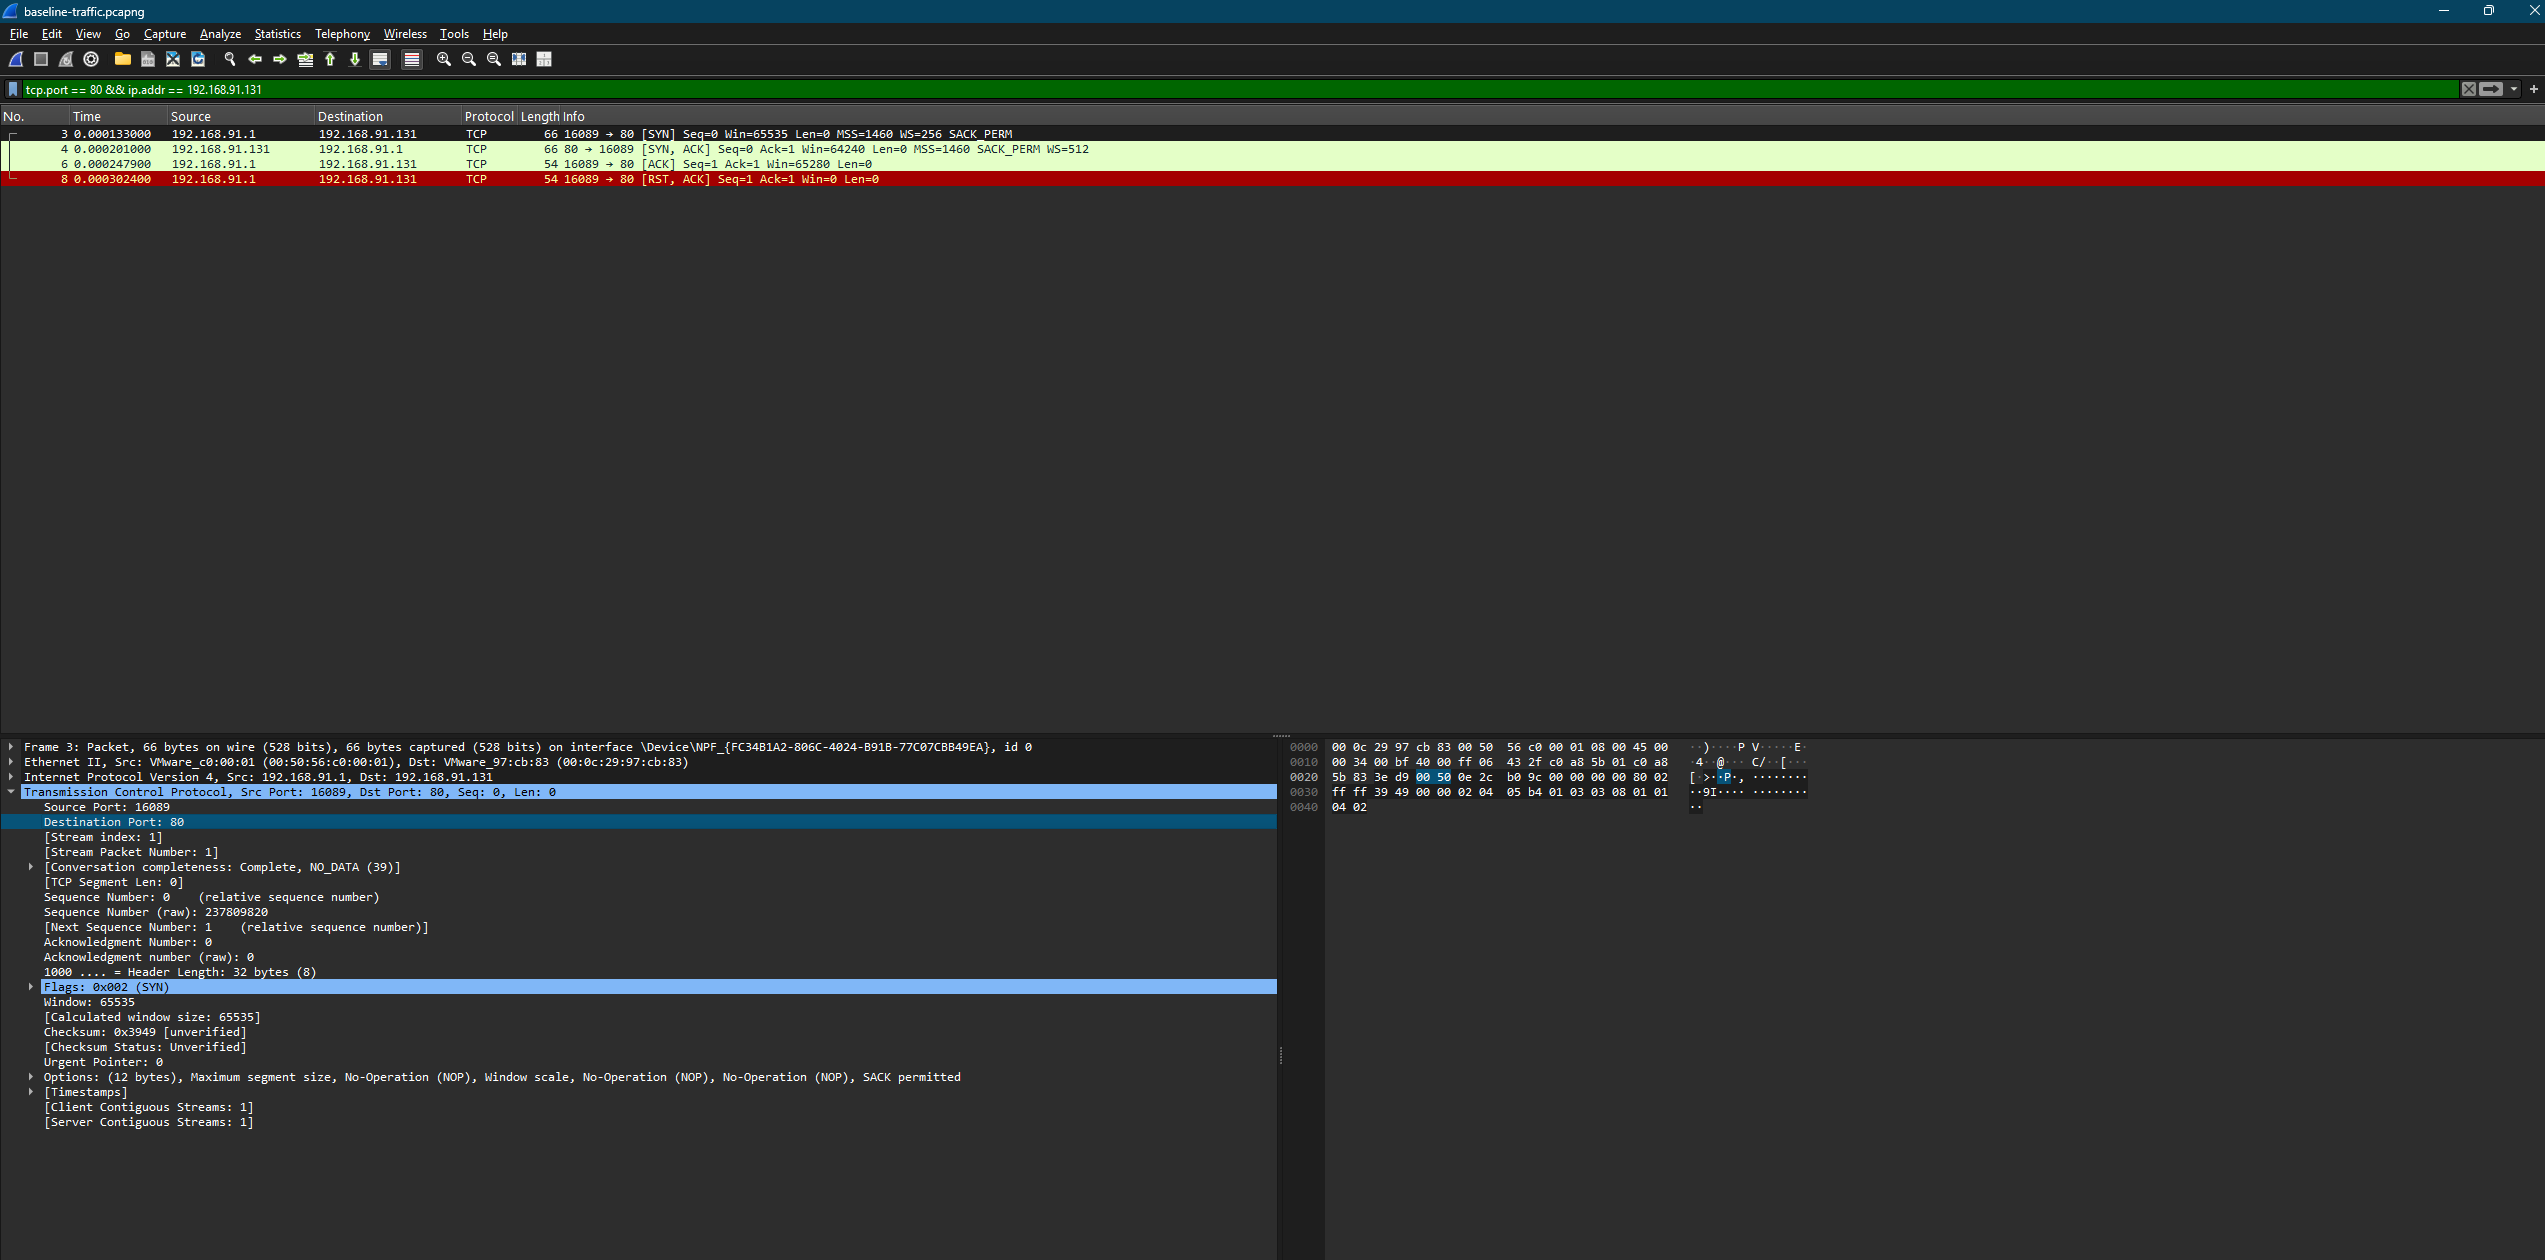 baseline-traffic.pcapng
File Edit View Go Capture Analyze Statistics Telephony Wireless Tools Help
tcp.port == 80 && ip.addr == 192.168.91.131
No. Time Source Destination Protocol Length Info
3 0.000133000 192.168.91.1 192.168.91.131 TCP 66 16089 → 80 [SYN] Seq=0 Win=65535 Len=0 MSS=1460 WS=256 SACK_PERM
4 0.000201000 192.168.91.131 192.168.91.1 TCP 66 80 → 16089 [SYN, ACK] Seq=0 Ack=1 Win=64240 Len=0 MSS=1460 SACK_PERM WS=512
6 0.000247900 192.168.91.1 192.168.91.131 TCP 54 16089 → 80 [ACK] Seq=1 Ack=1 Win=65280 Len=0
8 0.000302400 192.168.91.1 192.168.91.131 TCP 54 16089 → 80 [RST, ACK] Seq=1 Ack=1 Win=0 Len=0
Frame 3: Packet, 66 bytes on wire (528 bits), 66 bytes captured (528 bits) on interface \Device\NPF_{FC34B1A2-806C-4024-B91B-77C07CBB49EA}, id 0
Ethernet II, Src: VMware_c0:00:01 (00:50:56:c0:00:01), Dst: VMware_97:cb:83 (00:0c:29:97:cb:83)
Internet Protocol Version 4, Src: 192.168.91.1, Dst: 192.168.91.131
Transmission Control Protocol, Src Port: 16089, Dst Port: 80, Seq: 0, Len: 0
Source Port: 16089
Destination Port: 80
[Stream index: 1]
[Stream Packet Number: 1]
[Conversation completeness: Complete, NO_DATA (39)]
[TCP Segment Len: 0]
Sequence Number: 0 (relative sequence number)
Sequence Number (raw): 237809820
[Next Sequence Number: 1 (relative sequence number)]
Acknowledgment Number: 0
Acknowledgment number (raw): 0
1000 .... = Header Length: 32 bytes (8)
Flags: 0x002 (SYN)
Window: 65535
[Calculated window size: 65535]
Checksum: 0x3949 [unverified]
[Checksum Status: Unverified]
Urgent Pointer: 0
Options: (12 bytes), Maximum segment size, No-Operation (NOP), Window scale, No-Operation (NOP), No-Operation (NOP), SACK permitted
[Timestamps]
[Client Contiguous Streams: 1]
[Server Contiguous Streams: 1]
0000 00 0c 29 97 cb 83 00 50 56 c0 00 01 08 00 45 00 ··)····P V·····E·
0010 00 34 00 bf 40 00 ff 06 43 2f c0 a8 5b 01 c0 a8 ·4··@··· C/··[···
0020 5b 83 3e d9 00 50 0e 2c b0 9c 00 00 00 00 80 02 [·>··P·, ········
0030 ff ff 39 49 00 00 02 04 05 b4 01 03 03 08 01 01 ··9I···· ········
0040 04 02 ··